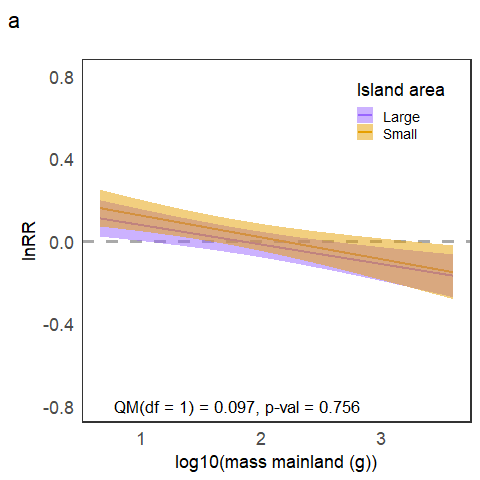 a
Island area
Large
Small
0.8
0.4
0.0
-0.4
-0.8
lnRR
QM(df = 1) = 0.097, p-val = 0.756
1 2 3
log10(mass mainland (g))